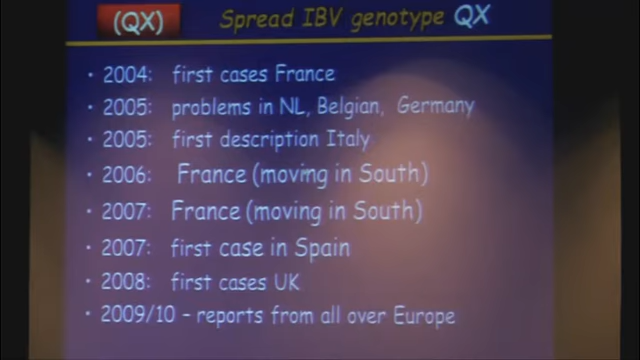 (QX) Spread IBV genotype QX
· 2004: first cases France
· 2005: problems in NL, Belgian, Germany
· 2005: first description Italy
· 2006: France (moving in South)
· 2007: France (moving in South)
· 2007: first case in Spain
· 2008: first cases UK
· 2009/10 – reports from all over Europe